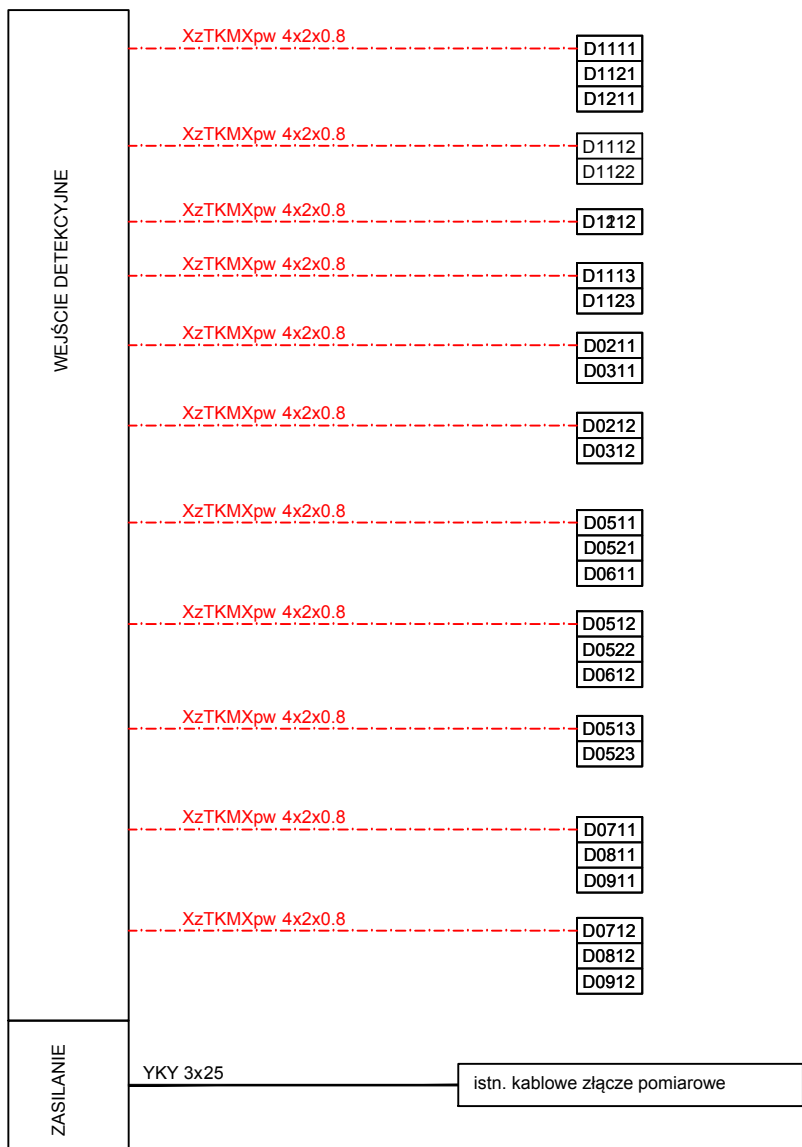 WEJŚCIE DETEKCYJNE
XzTKMXpw 4x2x0.8
D1111
D1121
D1211
XzTKMXpw 4x2x0.8
D1112
D1122
XzTKMXpw 4x2x0.8
D1212
XzTKMXpw 4x2x0.8
D1113
D1123
XzTKMXpw 4x2x0.8
D0211
D0311
XzTKMXpw 4x2x0.8
D0212
D0312
XzTKMXpw 4x2x0.8
D0511
D0521
D0611
XzTKMXpw 4x2x0.8
D0512
D0522
D0612
XzTKMXpw 4x2x0.8
D0513
D0523
XzTKMXpw 4x2x0.8
D0711
D0811
D0911
XzTKMXpw 4x2x0.8
D0712
D0812
D0912
ZASILANIE
YKY 3x25
istn. kablowe złącze pomiarowe